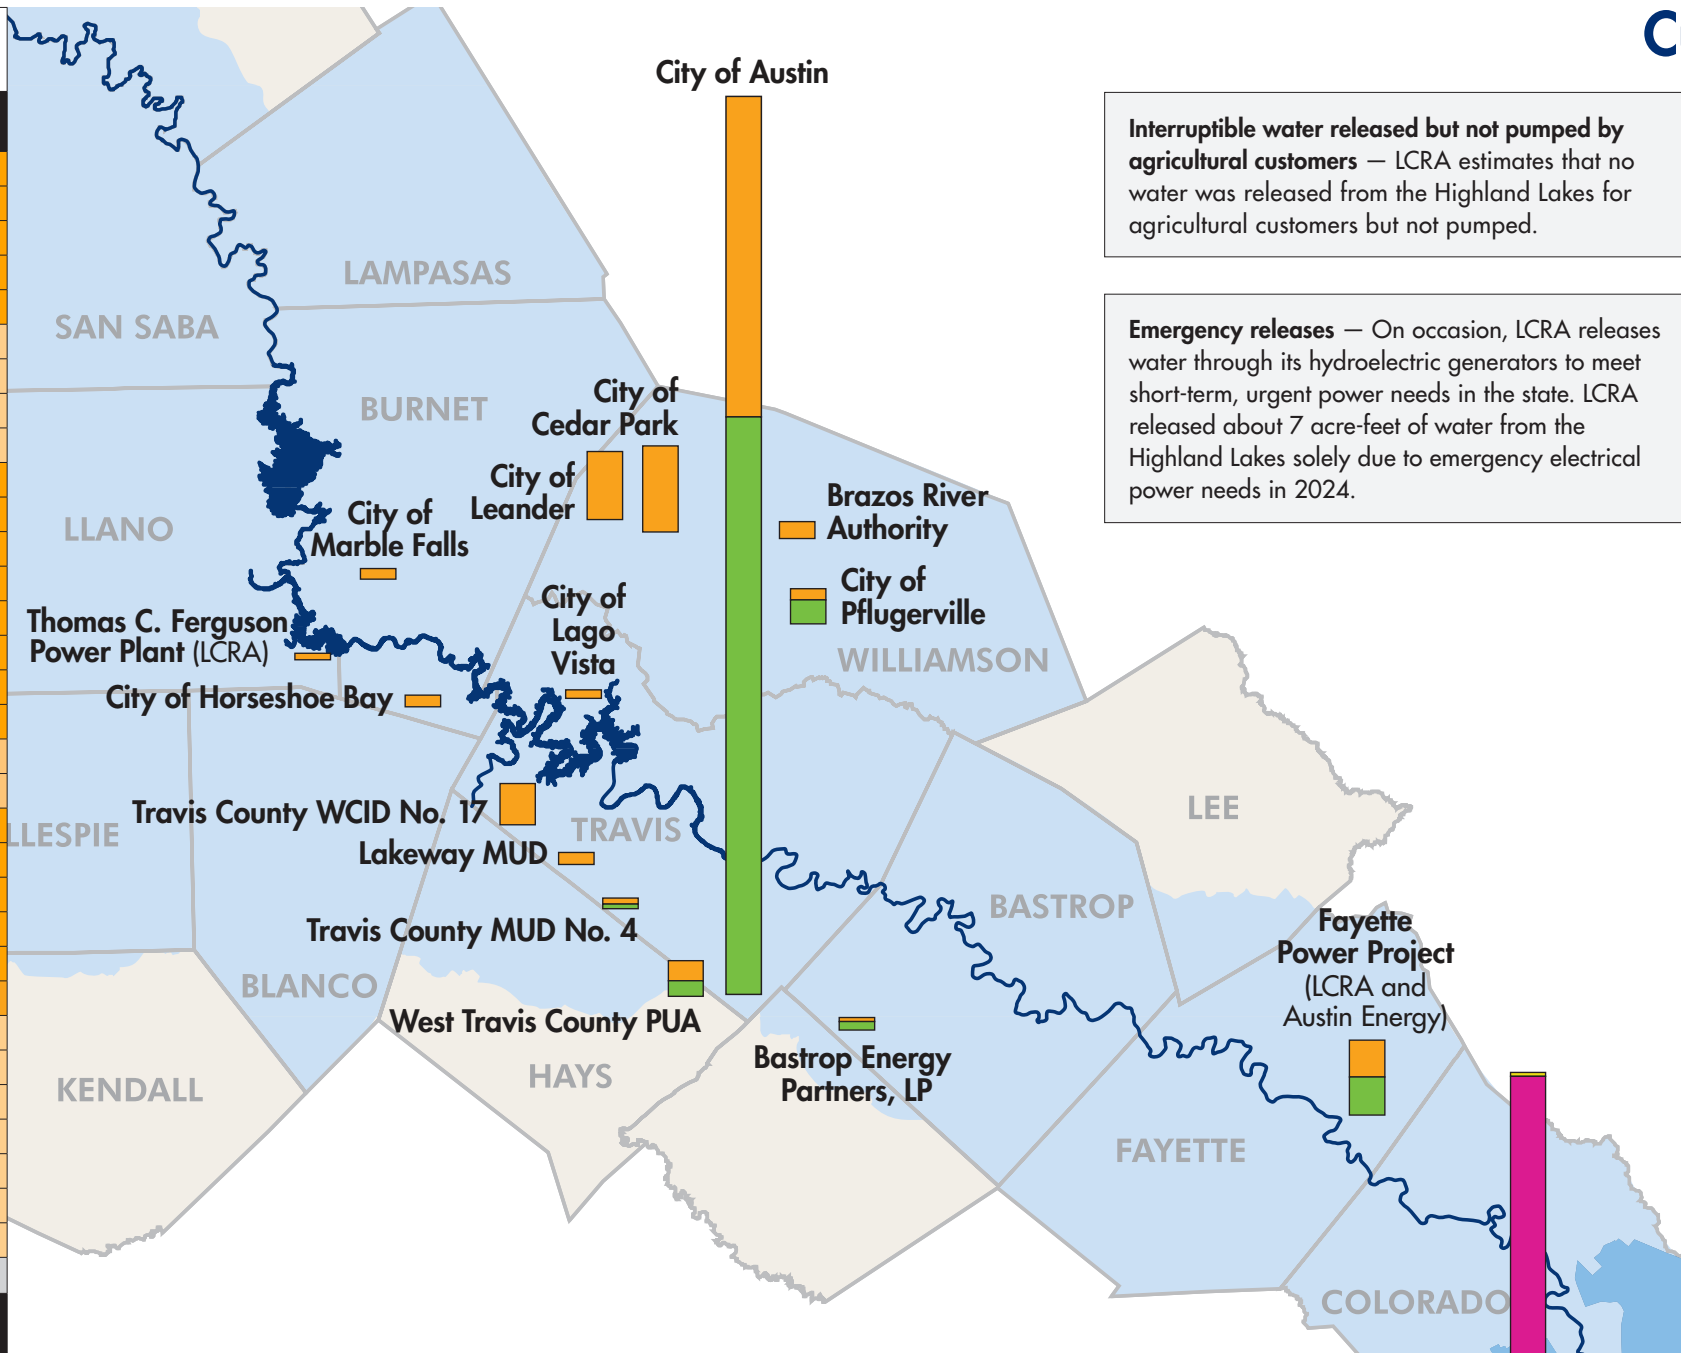 C
City of Austin
Interruptible water released but not pumped by
agricultural customers — LCRA estimates that no
water was released from the Highland Lakes for
agricultural customers but not pumped.
LAMPASAS
SAN SABA
Emergency releases — On occasion, LCRA releases
water through its hydroelectric generators to meet
short-term, urgent power needs in the state. LCRA
released about 7 acre-feet of water from the
Highland Lakes solely due to emergency electrical
power needs in 2024.
BURNET
City of
Cedar Park
City of
Leander
Brazos River
Authority
LLANO
City of
Marble Falls
City of
Pflugerville
City of
Lago
Vista
Thomas C. Ferguson
Power Plant (LCRA)
WILLIAMSON
City of Horseshoe Bay
Travis County WCID No. 17
TRAVIS
LEE
LLESPIE
Lakeway MUD
BASTROP
Travis County MUD No. 4
Fayette
Power Project
(LCRA and
Austin Energy)
BLANCO
West Travis County PUA
Bastrop Energy
Partners, LP
HAYS
KENDALL
FAYETTE
COLORADO